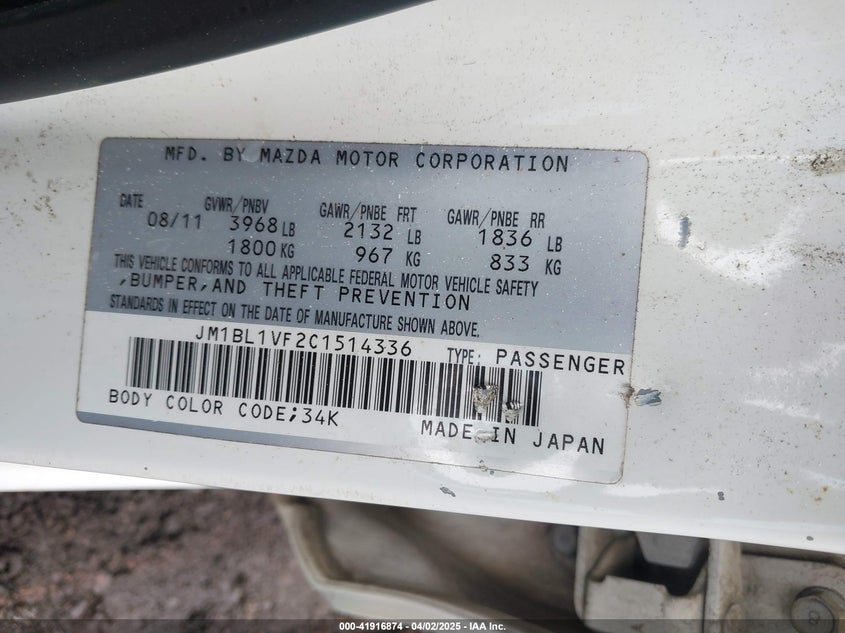 MFD. BY MAZDA MOTOR CORPORATION
DATE GVWR/PNBV GAWR/PNBE FRT GAWR/PNBE RR
08/11 3968 LB 2132 LB 1836 LB
1800 KG 967 KG 833 KG
THIS VEHICLE CONFORMS TO ALL APPLICABLE FEDERAL MOTOR VEHICLE SAFETY
,BUMPER,AND THEFT PREVENTION
STANDARDS IN EFFECT ON THE DATE OF MANUFACTURE SHOWN ABOVE.
JM1BL1VF2C1514336 TYPE: PASSENGER
BODY COLOR CODE;34K
MADE IN JAPAN
000-41916874 | 04/02/2025 - IAA Inc.